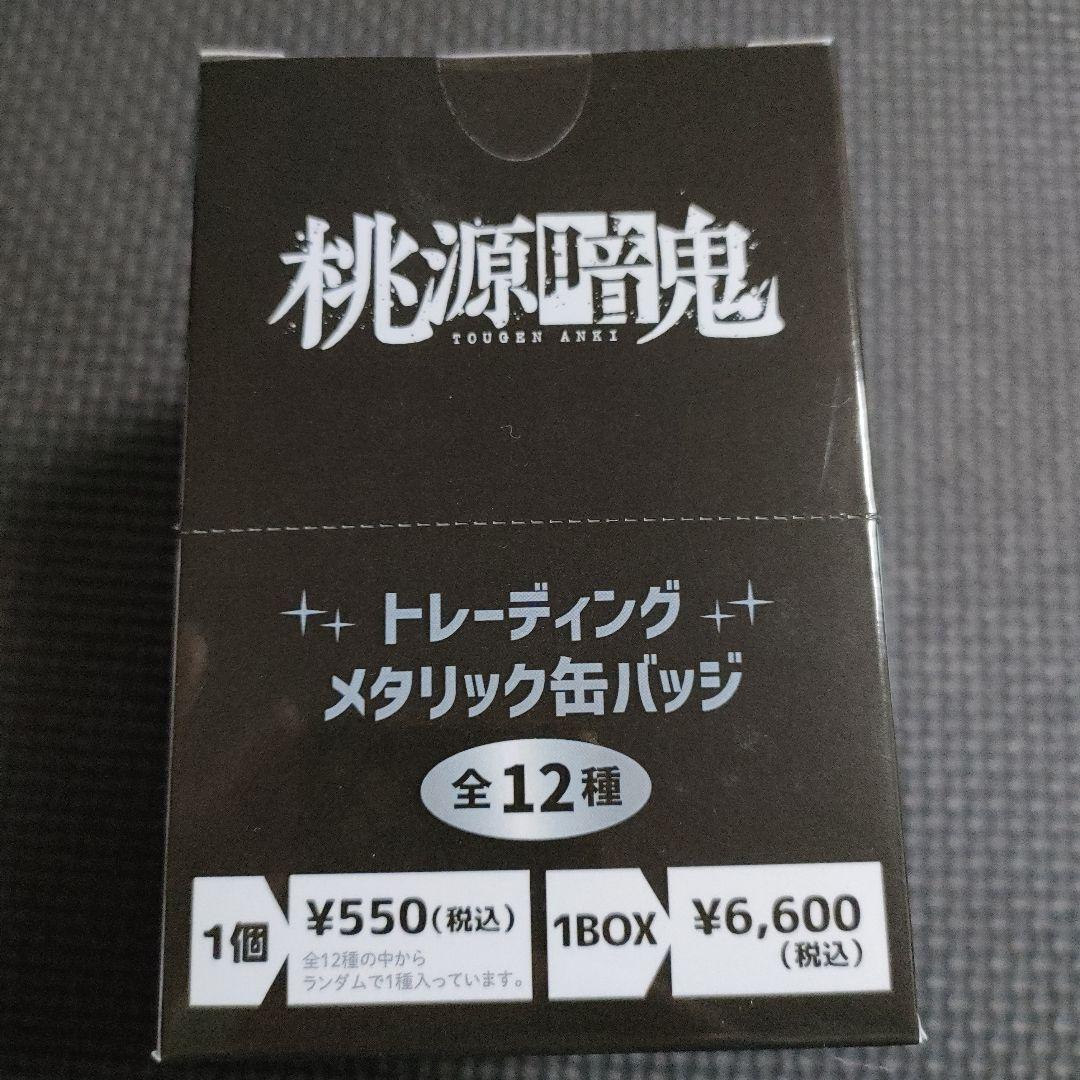 桃源暗鬼
TOUGEN ANKI
トレーディング
メタリック缶バッジ
全12種
1個
¥550(税込)
全12種の中から
ランダムで1種入っています。
1BOX
¥6,600
(税込)